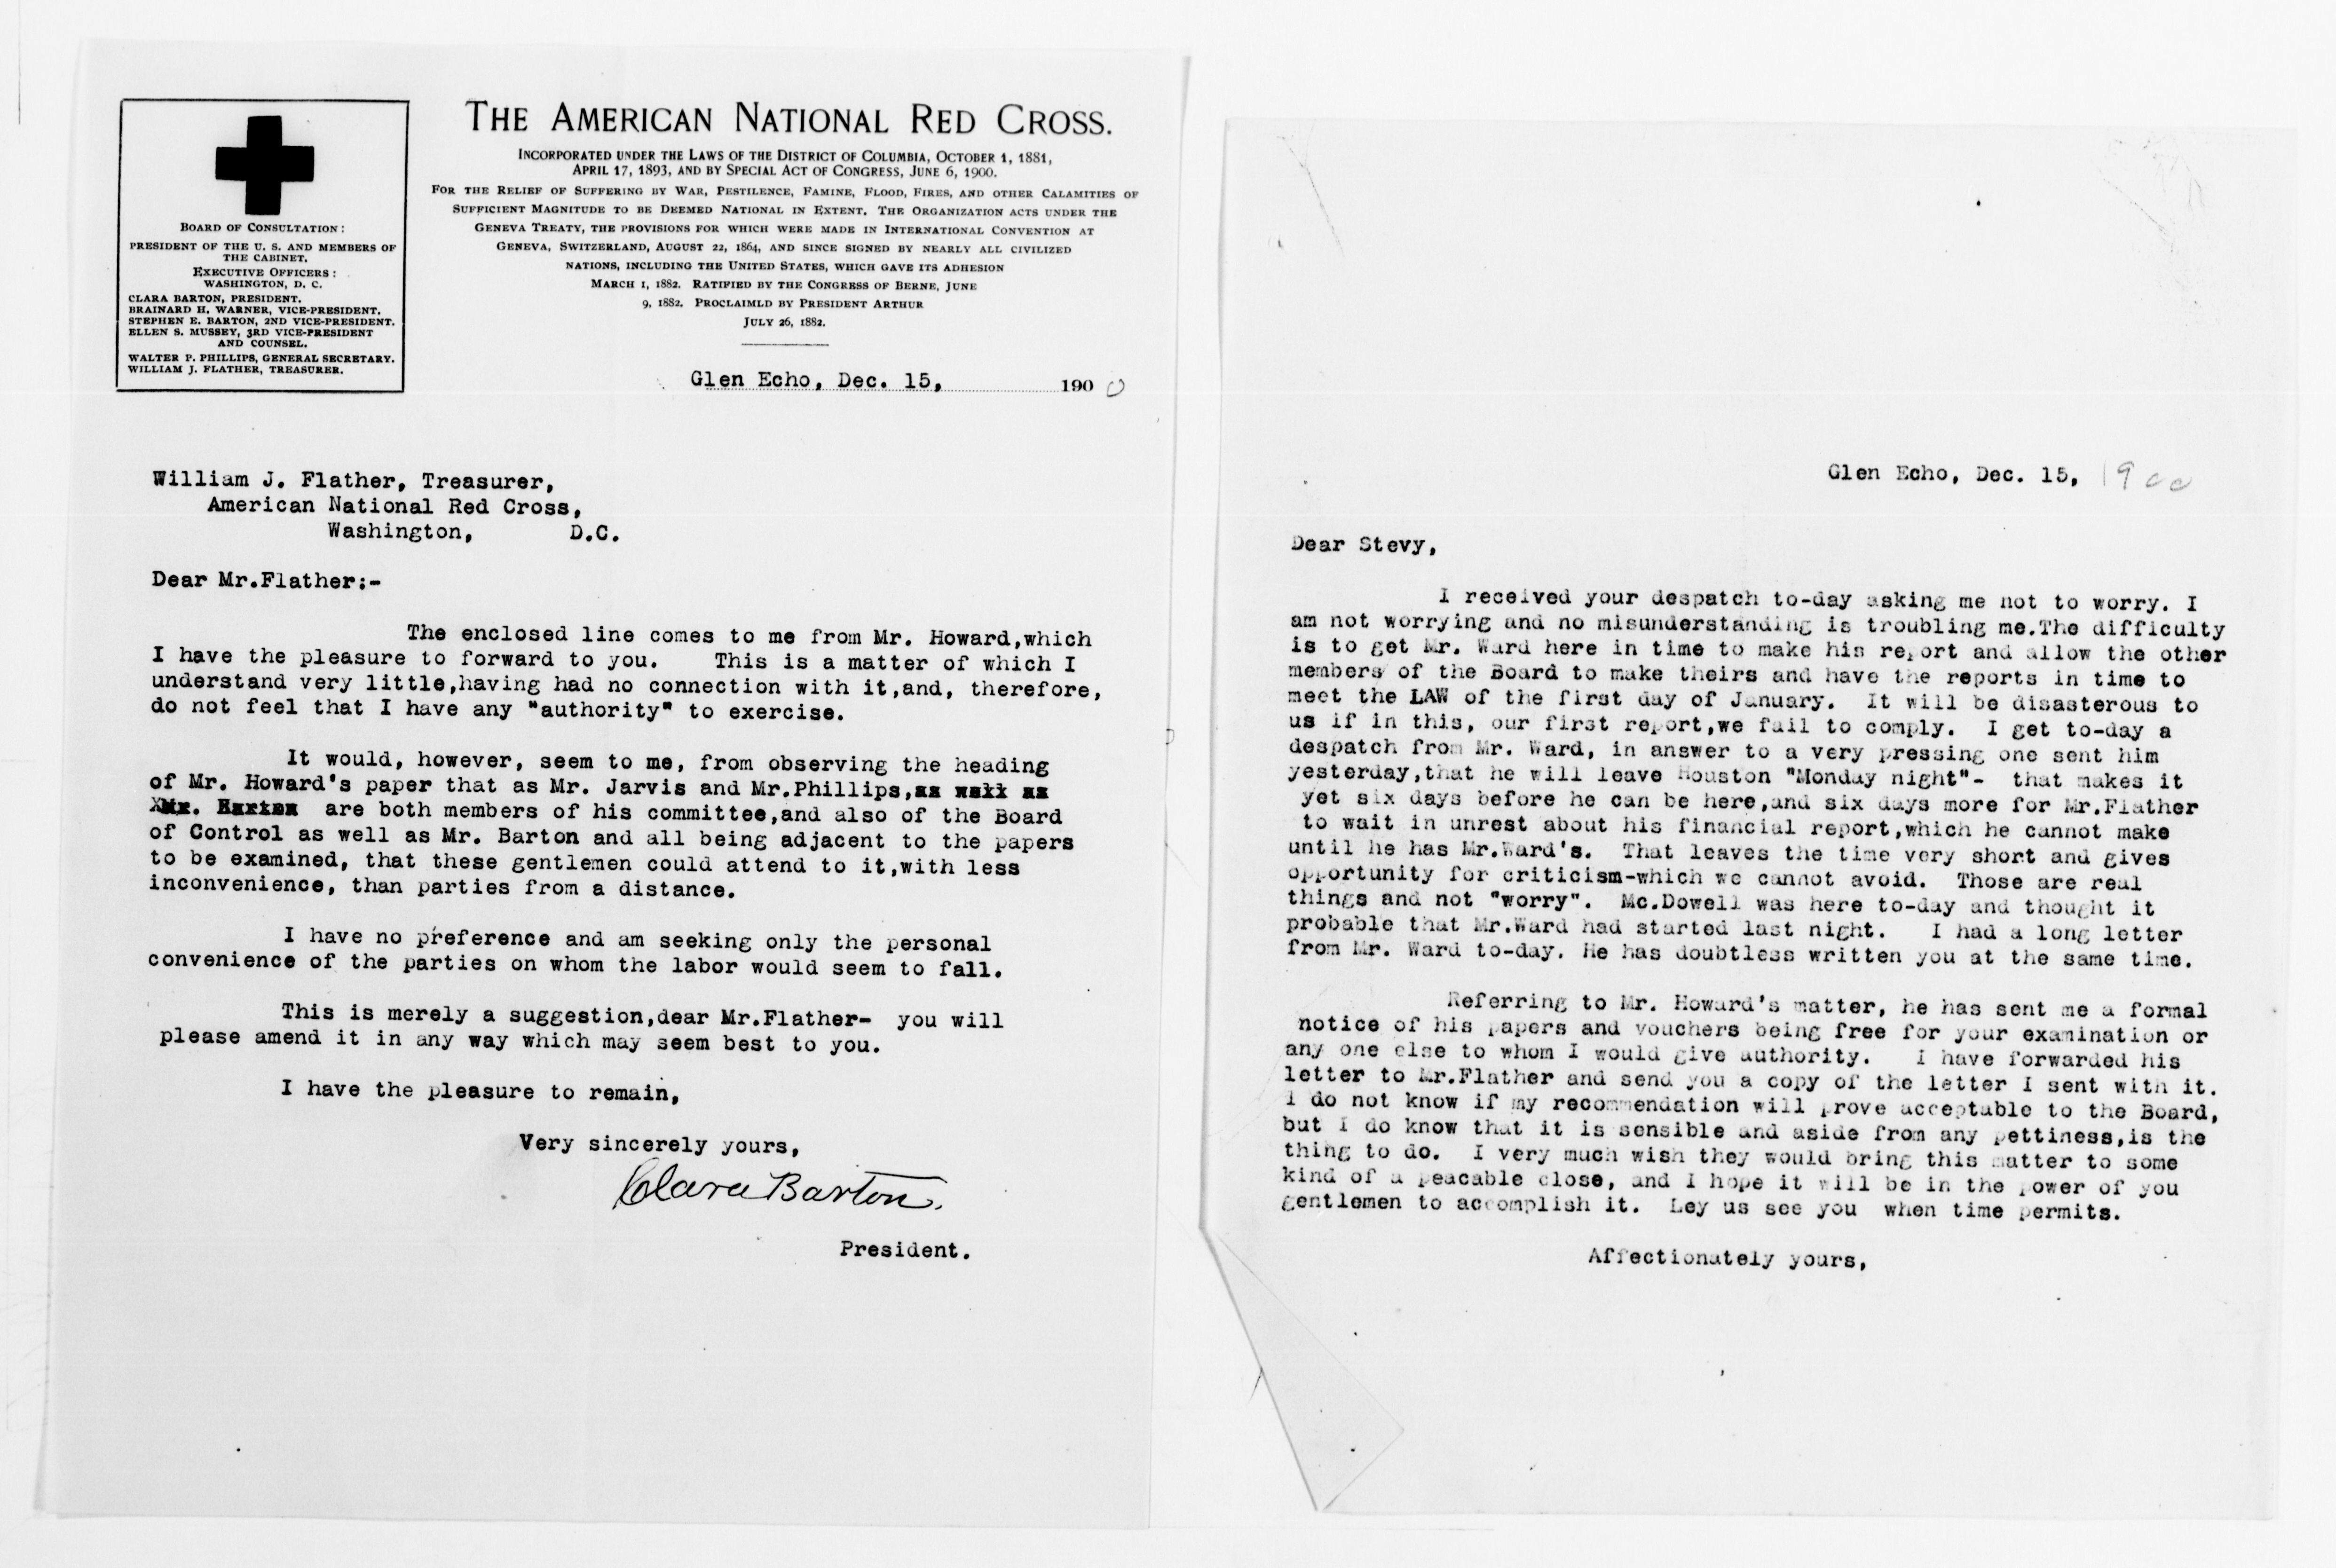 THE AMERICAN NATIONAL RED CROSS.
INCORPORATED UNDER THE LAWS OF THE DISTRICT OF COLUMBIA, OCTOBER 1, 1881,
APRIL 17, 1893, AND BY SPECIAL ACT OF CONGRESS, JUNE 6, 1900.
FOR THE RELIEF OF SUFFERING BY WAR, PESTILENCE, FAMINE, FLOOD, FIRES, AND OTHER CALAMITIES OF
SUFFICIENT MAGNITUDE TO BE DEEMED NATIONAL IN EXTENT. THE ORGANIZATION ACTS UNDER THE
GENEVA TREATY, THE PROVISIONS FOR WHICH WERE MADE IN INTERNATIONAL CONVENTION AT
GENEVA, SWITZERLAND, AUGUST 22, 1864, AND SINCE SIGNED BY NEARLY ALL CIVILIZED
NATIONS, INCLUDING THE UNITED STATES, WHICH GAVE ITS ADHESION
MARCH 1, 1882. RATIFIED BY THE CONGRESS OF BERNE, JUNE
9, 1882. PROCLAIMLD BY PRESIDENT ARTHUR
JULY 26, 1882.
BOARD OF CONSULTATION:
PRESIDENT OF THE U. S. AND MEMBERS OF
THE CABINET.
EXECUTIVE OFFICERS:
WASHINGTON, D. C.
CLARA BARTON, PRESIDENT.
BRAINARD H. WARNER, VICE-PRESIDENT.
STEPHEN E. BARTON, 2ND VICE-PRESIDENT.
ELLEN S. MUSSEY, 3RD VICE-PRESIDENT
AND COUNSEL.
WALTER P. PHILLIPS, GENERAL SECRETARY.
WILLIAM J. FLATHER, TREASURER.
Glen Echo, Dec. 15, 1900
William J. Flather, Treasurer,
American National Red Cross,
Washington, D.C.
Dear Mr.Flather:-
The enclosed line comes to me from Mr. Howard,which
I have the pleasure to forward to you. This is a matter of which I
understand very little,having had no connection with it,and, therefore,
do not feel that I have any "authority" to exercise.
It would, however, seem to me, from observing the heading
of Mr. Howard's paper that as Mr. Jarvis and Mr.Phillips,as well as
XMr. Barton are both members of his committee,and also of the Board
of Control as well as Mr. Barton and all being adjacent to the papers
to be examined, that these gentlemen could attend to it,with less
inconvenience, than parties from a distance.
I have no preference and am seeking only the personal
convenience of the parties on whom the labor would seem to fall.
This is merely a suggestion,dear Mr.Flather- you will
please amend it in any way which may seem best to you.
I have the pleasure to remain,
Very sincerely yours,
Clara Barton.
President.
Glen Echo, Dec. 15, 1900
Dear Stevy,
I received your despatch to-day asking me not to worry. I
am not worrying and no misunderstanding is troubling me.The difficulty
is to get Mr. Ward here in time to make his report and allow the other
members of the Board to make theirs and have the reports in time to
meet the LAW of the first day of January. It will be disasterous to
us if in this, our first report,we fail to comply. I get to-day a
despatch from Mr. Ward, in answer to a very pressing one sent him
yesterday,that he will leave Houston "Monday night"- that makes it
yet six days before he can be here,and six days more for Mr.Flather
to wait in unrest about his financial report,which he cannot make
until he has Mr.Ward's. That leaves the time very short and gives
opportunity for criticism-which we cannot avoid. Those are real
things and not "worry". Mc.Dowell was here to-day and thought it
probable that Mr.Ward had started last night. I had a long letter
from Mr. Ward to-day. He has doubtless written you at the same time.
Referring to Mr. Howard's matter, he has sent me a formal
notice of his papers and vouchers being free for your examination or
any one else to whom I would give authority. I have forwarded his
letter to Mr.Flather and send you a copy of the letter I sent with it.
I do not know if my recommendation will prove acceptable to the Board,
but I do know that it is sensible and aside from any pettiness,is the
thing to do. I very much wish they would bring this matter to some
kind of a peacable close, and I hope it will be in the power of you
gentlemen to accomplish it. Ley us see you when time permits.
Affectionately yours,